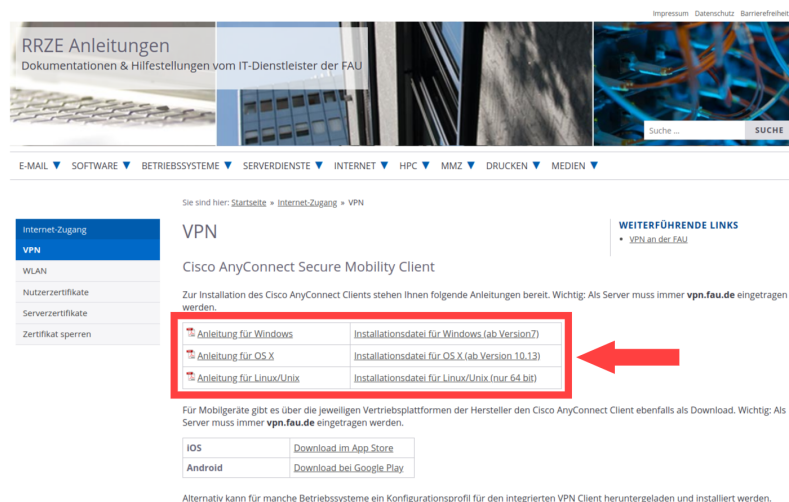 Impressum Datenschutz Barrierefreiheit
RRZE Anleitungen
Dokumentationen & Hilfestellungen vom IT-Dienstleister der FAU
Suche ... SUCHE
E-MAIL ▼ SOFTWARE ▼ BETRIEBSSYSTEME ▼ SERVERDIENSTE ▼ INTERNET ▼ HPC ▼ MMZ ▼ DRUCKEN ▼ MEDIEN ▼
Sie sind hier: Startseite » Internet-Zugang » VPN
Internet-Zugang
VPN
WLAN
Nutzerzertifikate
Serverzertifikate
Zertifikat sperren
VPN
WEITERFÜHRENDE LINKS
• VPN an der FAU
Cisco AnyConnect Secure Mobility Client
Zur Installation des Cisco AnyConnect Clients stehen Ihnen folgende Anleitungen bereit. Wichtig: Als Server muss immer vpn.fau.de eingetragen
werden.
Anleitung für Windows Installationsdatei für Windows (ab Version7)
Anleitung für OS X Installationsdatei für OS X (ab Version 10.13)
Anleitung für Linux/Unix Installationsdatei für Linux/Unix (nur 64 bit)
Für Mobilgeräte gibt es über die jeweiligen Vertriebsplattformen der Hersteller den Cisco AnyConnect Client ebenfalls als Download. Wichtig: Als
Server muss immer vpn.fau.de eingetragen werden.
iOS Download im App Store
Android Download bei Google Play
Alternativ kann für manche Betriebssysteme ein Konfigurationsprofil für den integrierten VPN Client heruntergeladen und installiert werden.